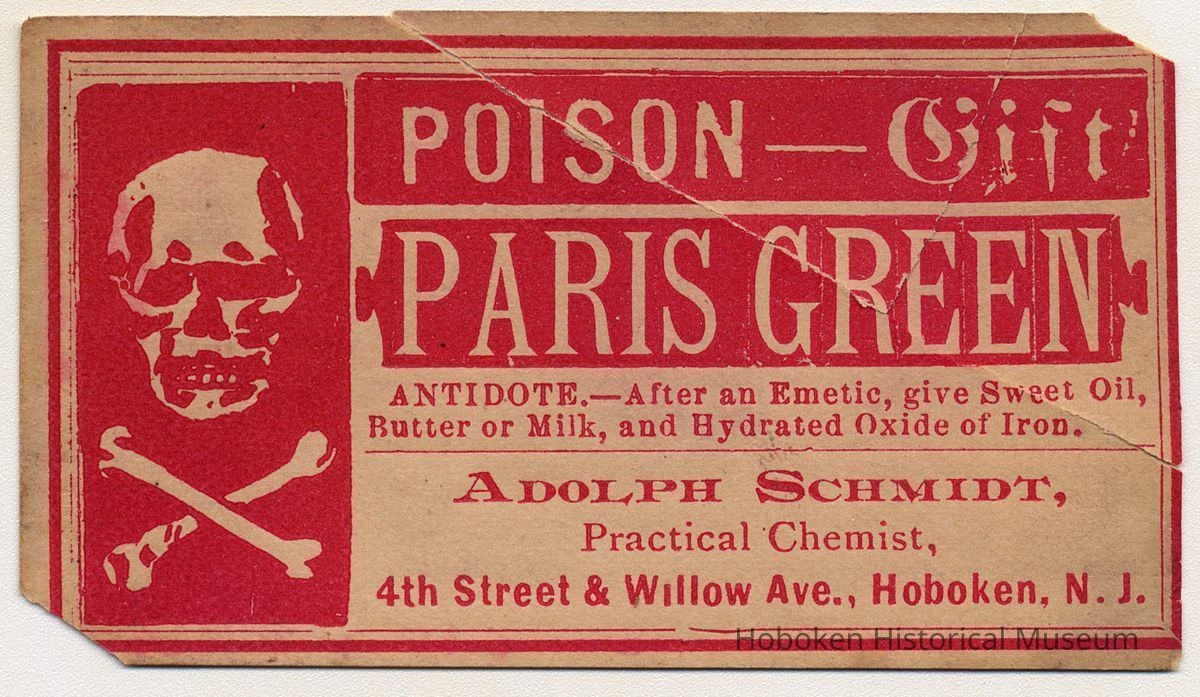 POISON — Gift
PARIS GREEN
ANTIDOTE.—After an Emetic, give Sweet Oil,
Butter or Milk, and Hydrated Oxide of Iron.
ADOLPH SCHMIDT,
Practical Chemist,
4th Street & Willow Ave., Hoboken, N. J.
Hoboken Historical Museum